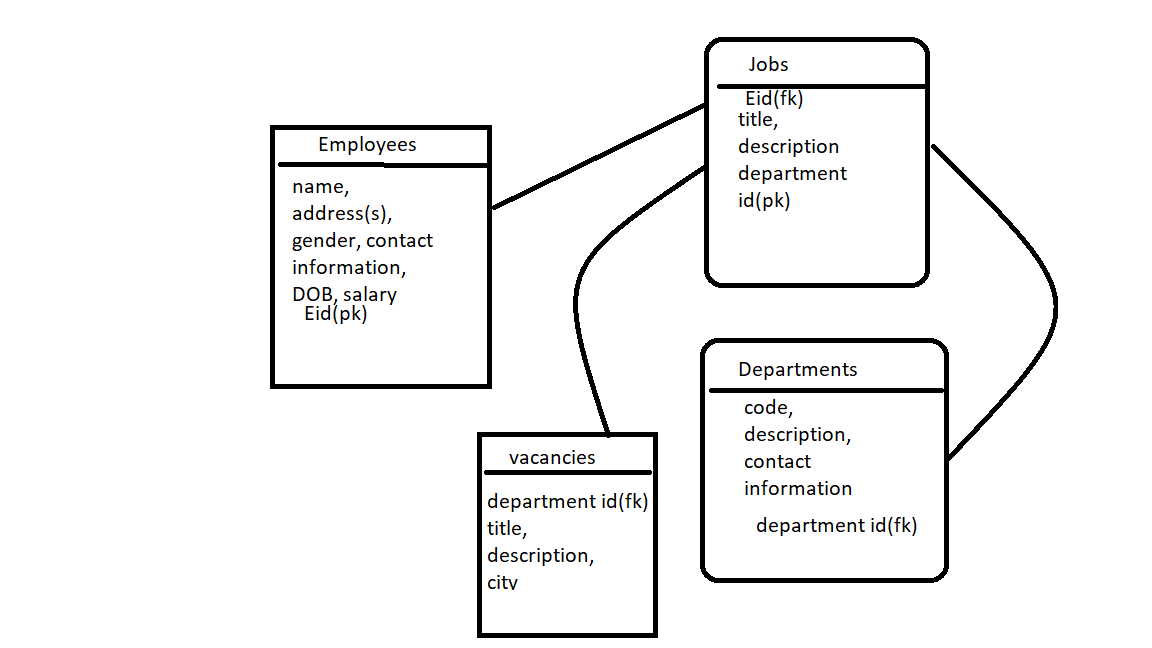 Jobs
Eid(fk)
title,
description
department
id(pk)
Employees
name,
address(s),
gender, contact
information,
DOB, salary
Eid(pk)
Departments
code,
description,
contact
information
department id(fk)
vacancies
department id(fk)
title,
description,
city